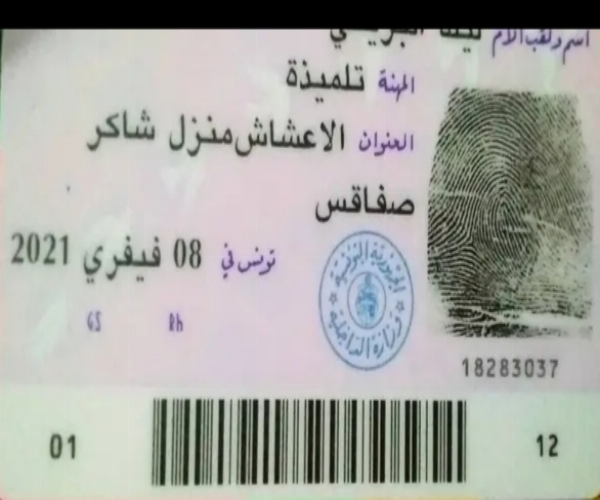 اسم ولقب الأم
المهنة تلميذة
العنوان الاعشاش منزل شاكر
صفاقس
تونس في 08 فيفري 2021
الجمهورية التونسية
وزارة الداخلية
GS Rh
18283037
01 12